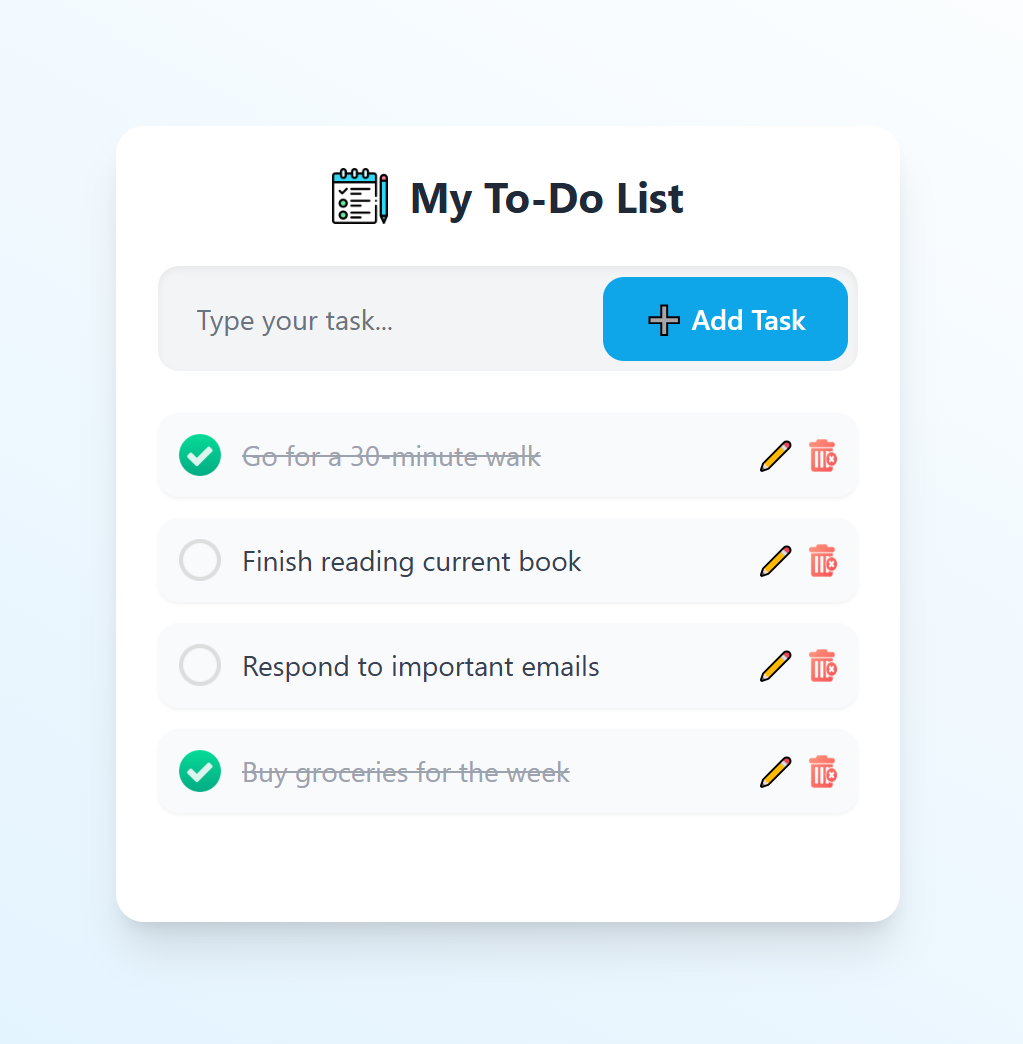 My To-Do List
Type your task...
Add Task
Go for a 30-minute walk
Finish reading current book
Respond to important emails
Buy groceries for the week